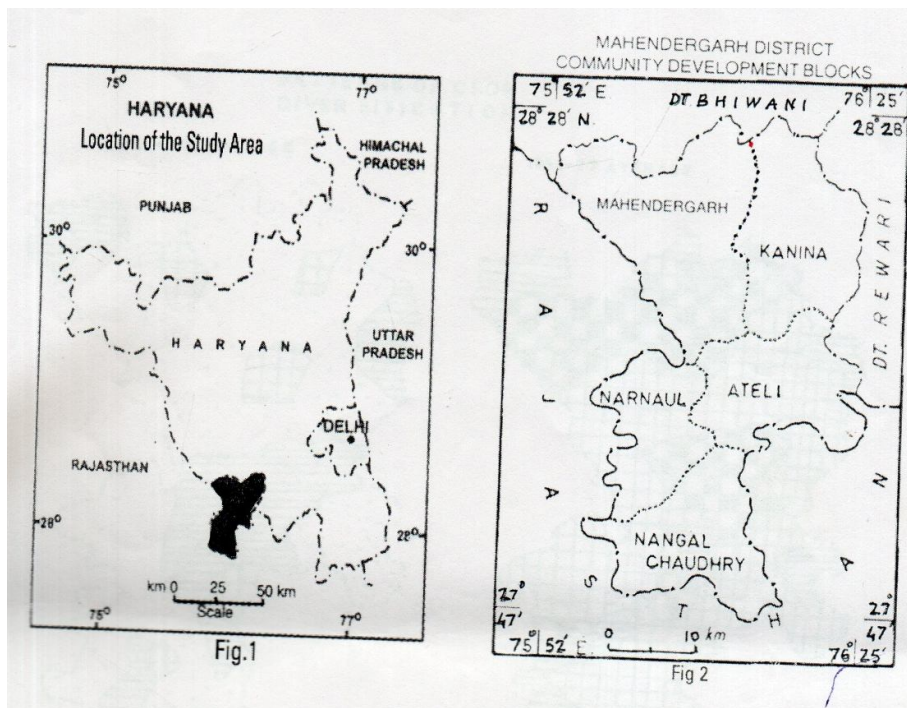 75°
77°
HARYANA
Location of the Study Area
HIMACHAL
PRADESH
PUNJAB
30°
30°
HARYANA
UTTAR
PRADESH
DELHI
RAJASTHAN
28°
28°
km 0 25 50 km
Scale
75°
77°
Fig.1
MAHENDERGARH DISTRICT
COMMUNITY DEVELOPMENT BLOCKS
75° 52' E
28° 28' N.
DT. BHIWANI
76° 25'
28° 28'
MAHENDERGARH
KANINA
DT. REWARI
RAJASTHAN
NARNAUL
ATELI
NANGAL
CHAUDHRY
27°
47'
75° 52' E.
0 10 km
27°
47'
76° 25'
Fig 2